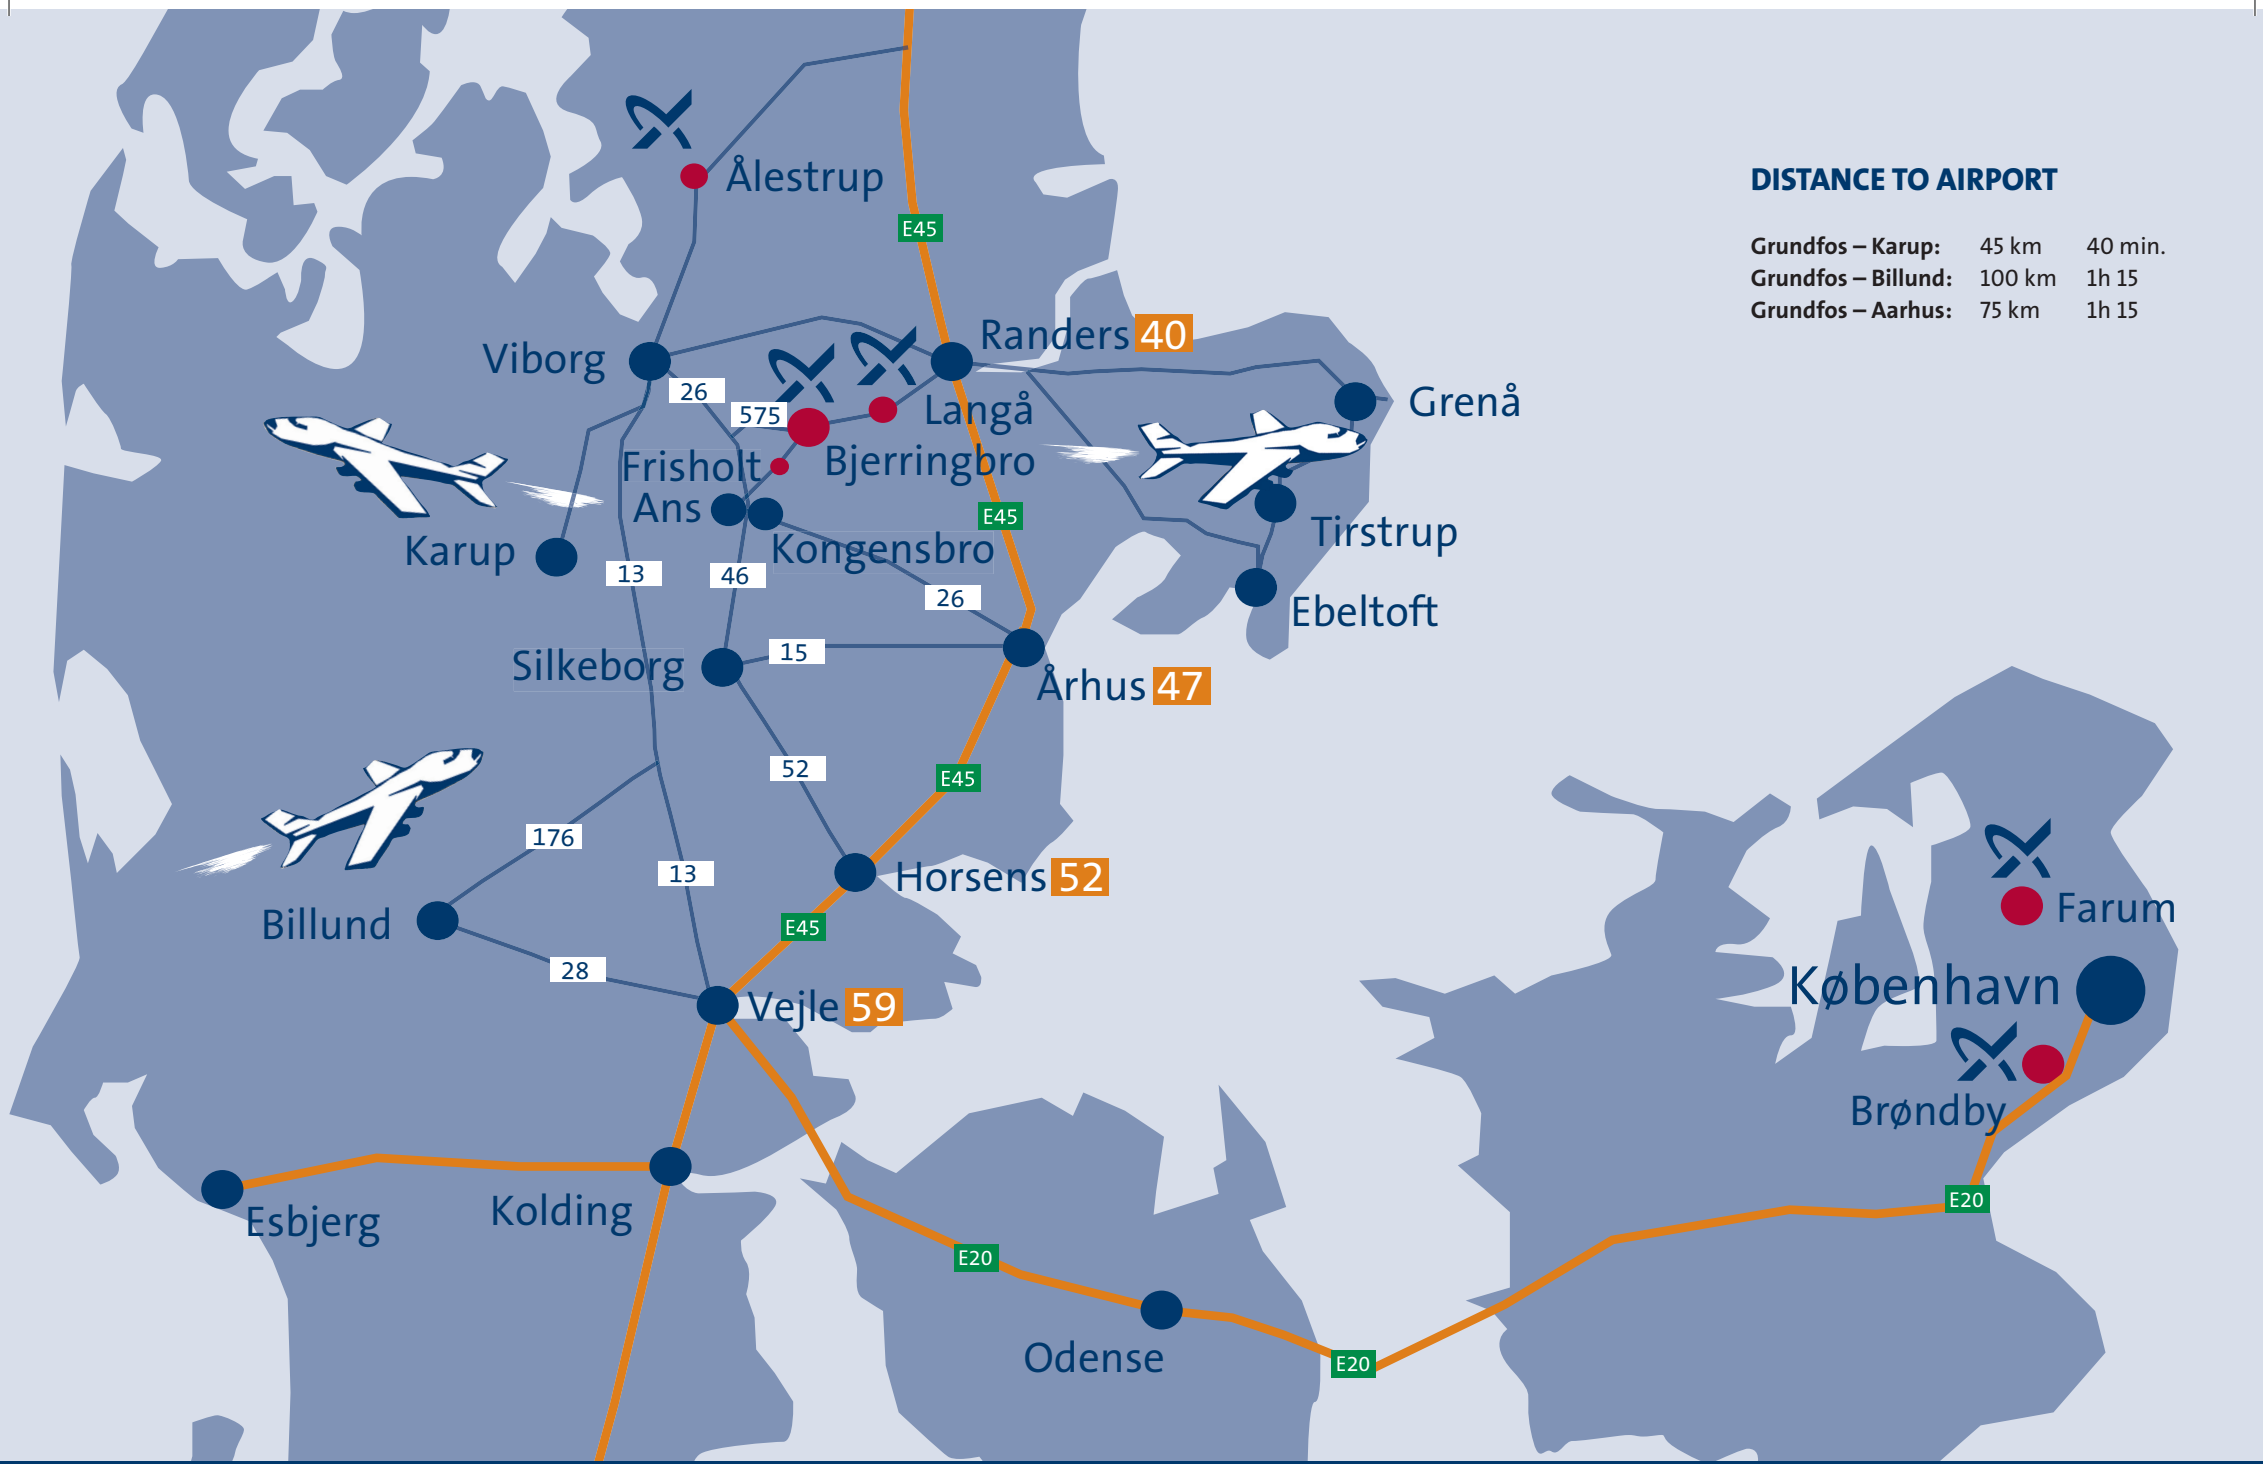 Ålestrup
DISTANCE TO AIRPORT
E45
Grundfos – Karup: 45 km 40 min.
Grundfos – Billund: 100 km 1h 15
Grundfos – Aarhus: 75 km 1h 15
Randers 40
Viborg
26
575
Langå
Grenå
Frisholt
Bjerringbro
Ans
E45
Tirstrup
Karup
Kongensbro
13
46
26
Ebeltoft
Silkeborg
15
Århus 47
52
E45
176
13
Horsens 52
Farum
Billund
E45
28
København
Vejle 59
Brøndby
Esbjerg
Kolding
E20
E20
Odense
E20